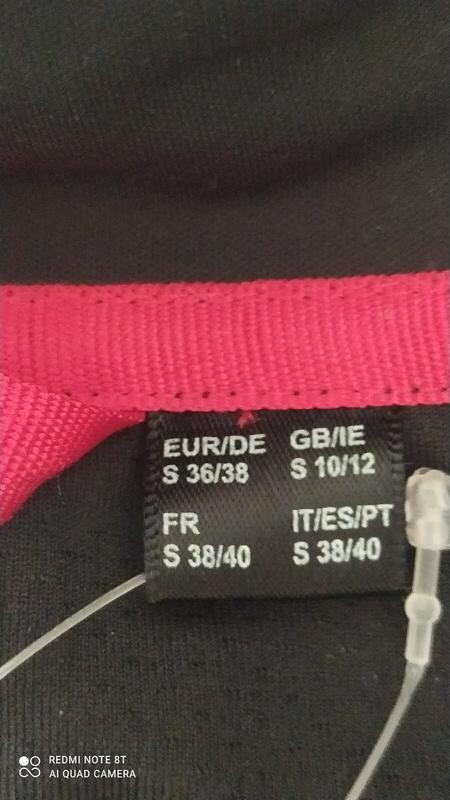 EUR/DE
S 36/38
GB/IE
S 10/12
FR
S 38/40
IT/ES/PT
S 38/40
REDMI NOTE 8T
AI QUAD CAMERA